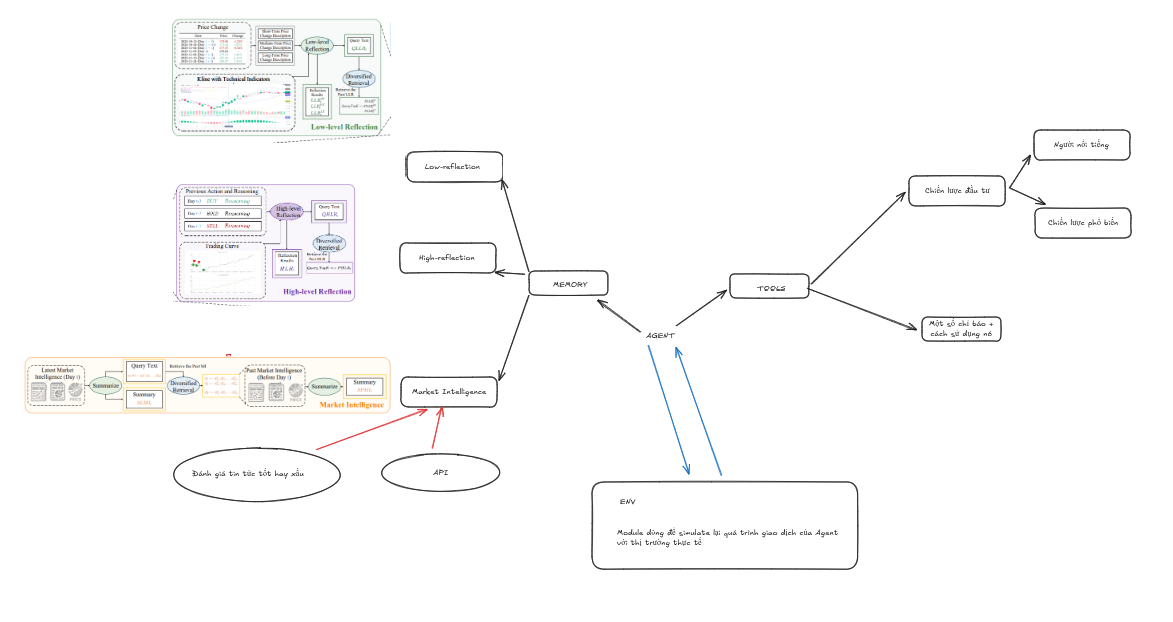 Price Change
Short-Term Price
Change Description
Medium-Term Price
Change Description
Long-Term Price
Change Description
Low-level
Reflection
Query Text
Diversified
Retrieval
Kline with Technical Indicators
Reflection
Results
Retrieve the
Past LLR
Low-level Reflection
Previous Action and Reasoning
BUY Reasoning
HOLD Reasoning
SELL Reasoning
High-level
Reflection
Query Text
Diversified
Retrieval
Trading Curve
Reflection
Results
Retrieve the
Past HLR
High-level Reflection
Latest Market
Intelligence (Day t)
Summarize
Query Text
Summary
Retrieve the Past MI
Diversified
Retrieval
Past Market Intelligence
(Before Day t)
Summarize
Summary
Market Intelligence
Low-reflection
High-reflection
Market Intelligence
MEMORY
AGENT
TOOLS
Chiến lược đầu tư
Người nổi tiếng
Chiến lược phổ biến
Một số chỉ báo +
cách sử dụng nó
Đánh giá tin tức tốt hay xấu
API
ENV
Module dùng để simulate lại quá trình giao dịch của Agent
với thị trường thực tế